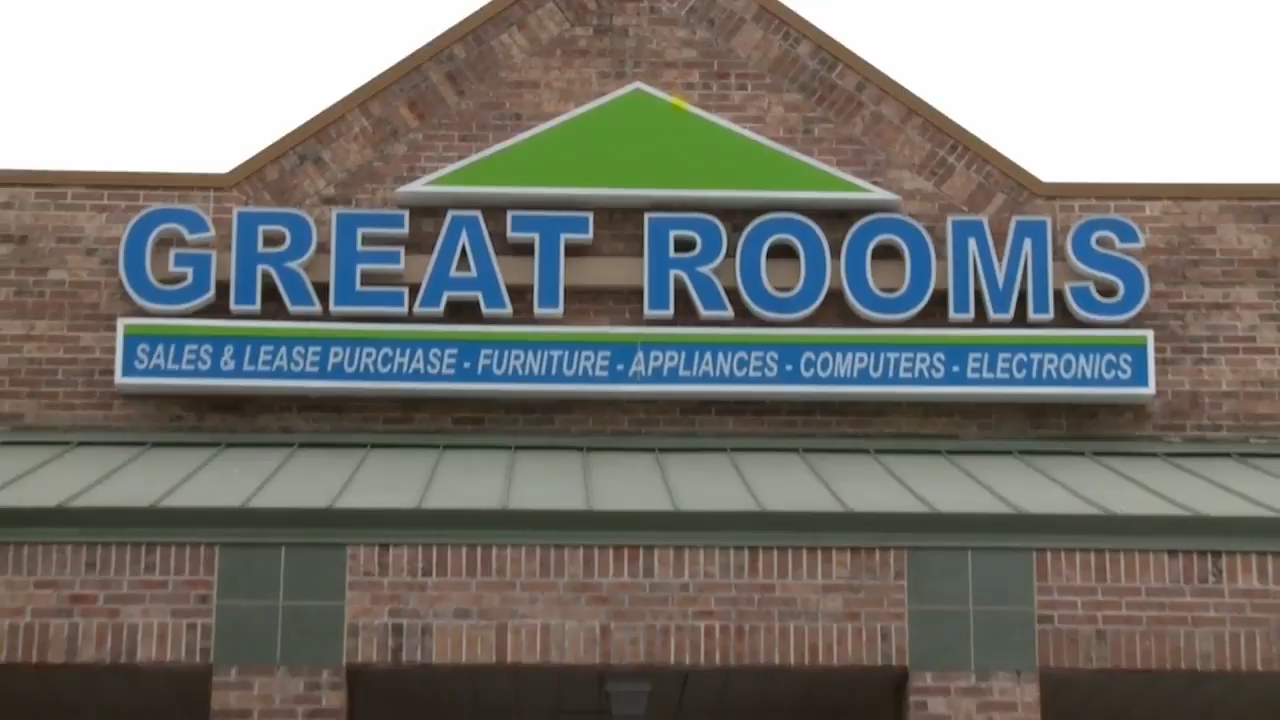 GREAT ROOMS
SALES & LEASE PURCHASE - FURNITURE - APPLIANCES - COMPUTERS - ELECTRONICS